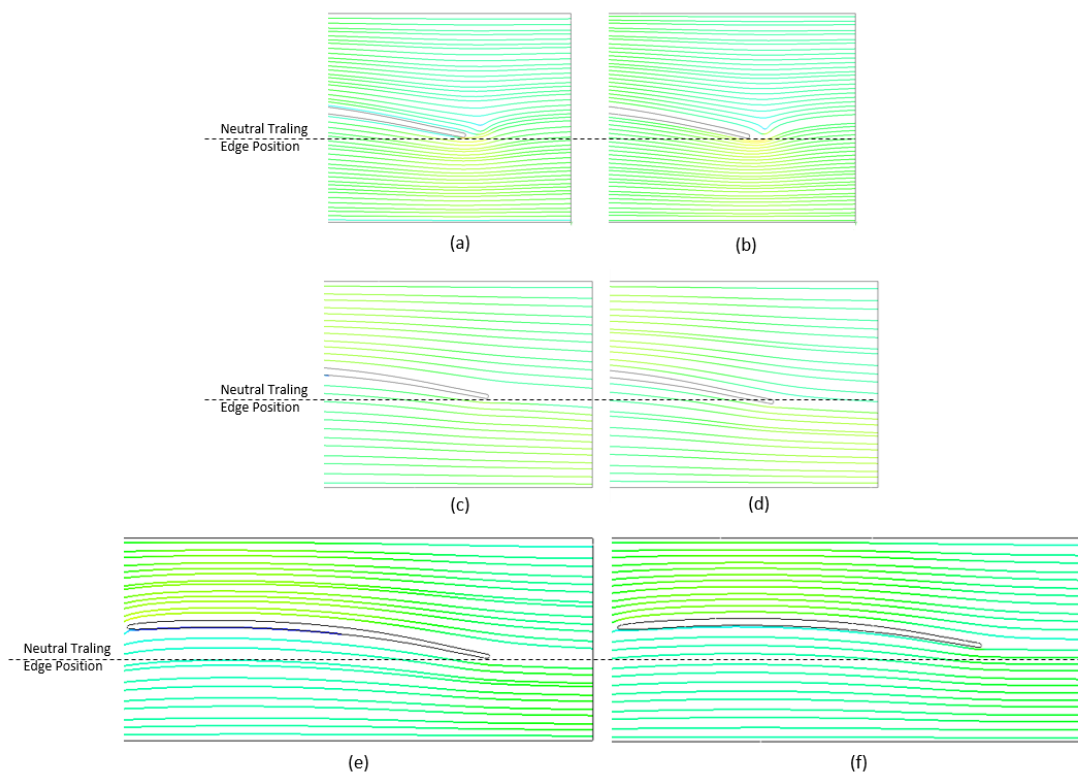 Neutral Traling
Edge Position
(a)
(b)
Neutral Traling
Edge Position
(c)
(d)
Neutral Traling
Edge Position
(e)
(f)